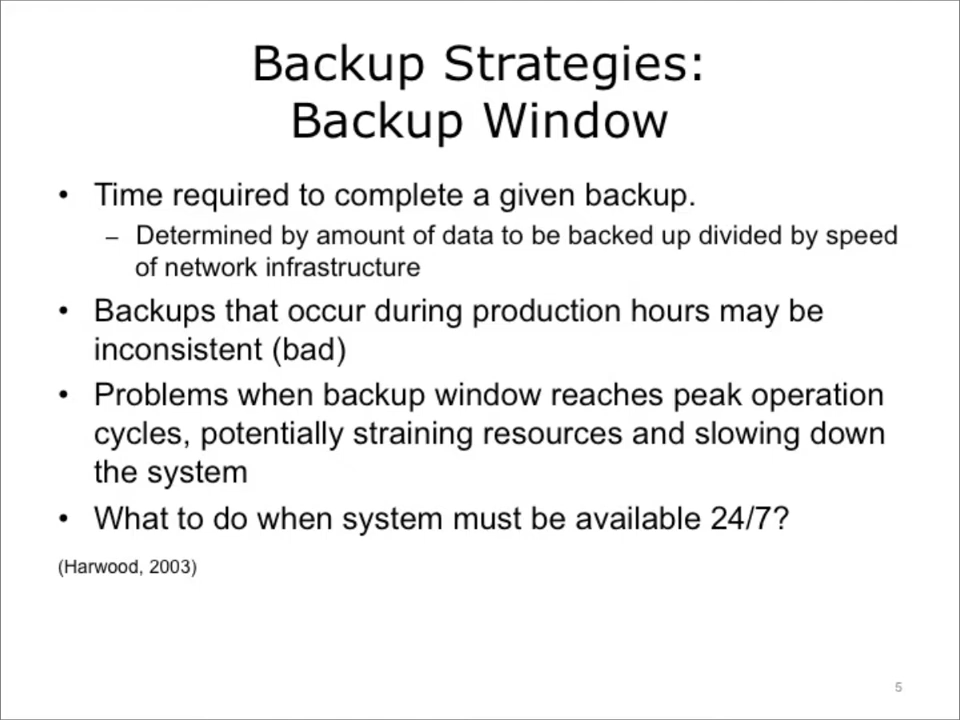 Backup Strategies:
Backup Window
• Time required to complete a given backup.
– Determined by amount of data to be backed up divided by speed
of network infrastructure
• Backups that occur during production hours may be
inconsistent (bad)
• Problems when backup window reaches peak operation
cycles, potentially straining resources and slowing down
the system
• What to do when system must be available 24/7?
(Harwood, 2003)
5